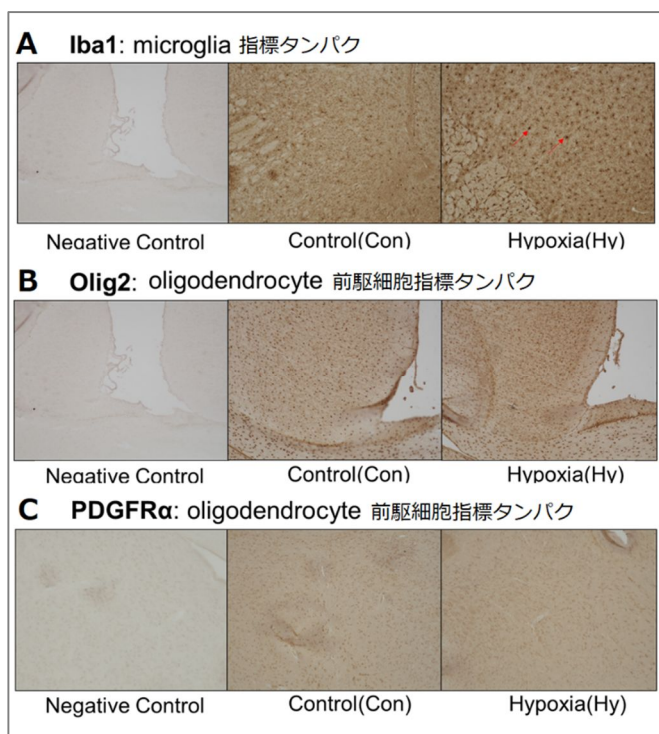 A Iba1: microglia 指標タンパク
Negative Control Control(Con) Hypoxia(Hy)
B Olig2: oligodendrocyte 前駆細胞指標タンパク
Negative Control Control(Con) Hypoxia(Hy)
C PDGFRα: oligodendrocyte 前駆細胞指標タンパク
Negative Control Control(Con) Hypoxia(Hy)